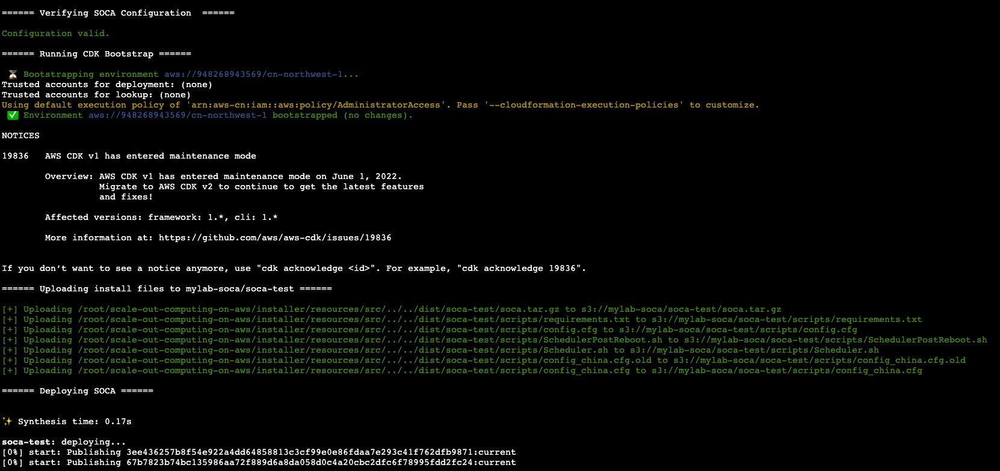 ====== Verifying SOCA Configuration  ======
Configuration valid.
====== Running CDK Bootstrap ======
⏳ Bootstrapping environment aws://948268943569/cn-northwest-1...
Trusted accounts for deployment: (none)
Trusted accounts for lookup: (none)
Using default execution policy of 'arn:aws-cn:iam::aws:policy/AdministratorAccess'. Pass '--cloudformation-execution-policies' to customize.
✅ Environment aws://948268943569/cn-northwest-1 bootstrapped (no changes).
NOTICES
19836   AWS CDK v1 has entered maintenance mode
Overview: AWS CDK v1 has entered maintenance mode on June 1, 2022.
Migrate to AWS CDK v2 to continue to get the latest features
and fixes!
Affected versions: framework: 1.*, cli: 1.*
More information at: https://github.com/aws/aws-cdk/issues/19836
If you don’t want to see a notice anymore, use "cdk acknowledge <id>". For example, "cdk acknowledge 19836".
====== Uploading install files to mylab-soca/soca-test ======
[+] Uploading /root/scale-out-computing-on-aws/installer/resources/src/../../dist/soca-test/soca.tar.gz to s3://mylab-soca/soca-test/soca.tar.gz
[+] Uploading /root/scale-out-computing-on-aws/installer/resources/src/../../dist/soca-test/scripts/requirements.txt to s3://mylab-soca/soca-test/scripts/requirements.txt
[+] Uploading /root/scale-out-computing-on-aws/installer/resources/src/../../dist/soca-test/scripts/config.cfg to s3://mylab-soca/soca-test/scripts/config.cfg
[+] Uploading /root/scale-out-computing-on-aws/installer/resources/src/../../dist/soca-test/scripts/SchedulerPostReboot.sh to s3://mylab-soca/soca-test/scripts/SchedulerPostReboot.sh
[+] Uploading /root/scale-out-computing-on-aws/installer/resources/src/../../dist/soca-test/scripts/Scheduler.sh to s3://mylab-soca/soca-test/scripts/Scheduler.sh
[+] Uploading /root/scale-out-computing-on-aws/installer/resources/src/../../dist/soca-test/scripts/config_china.cfg.old to s3://mylab-soca/soca-test/scripts/config_china.cfg.old
[+] Uploading /root/scale-out-computing-on-aws/installer/resources/src/../../dist/soca-test/scripts/config_china.cfg to s3://mylab-soca/soca-test/scripts/config_china.cfg
====== Deploying SOCA ======
✨ Synthesis time: 0.17s
soca-test: deploying...
[0%] start: Publishing 3ee436257b8f54e922a4dd64858813c3cf99e0e86fdaa7e293c41f762dfb9871:current
[0%] start: Publishing 67b7823b74bc135986aa72f889d6a8da058d0c4a20cbc2dfc6f78995fdd2fc24:current